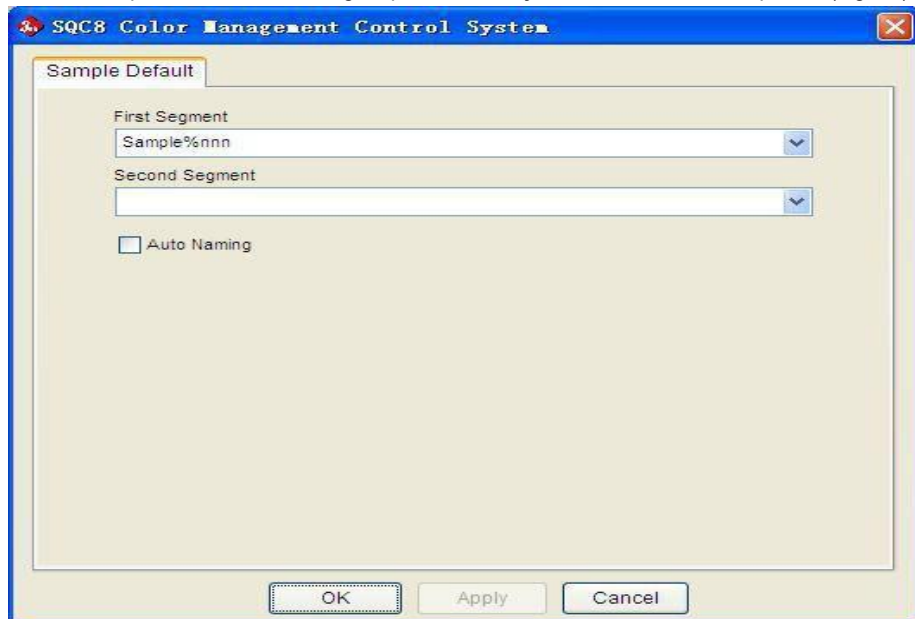 SQC8 Color Management Control System
Sample Default
First Segment
Sample%nnn
Second Segment
Auto Naming
OK
Apply
Cancel